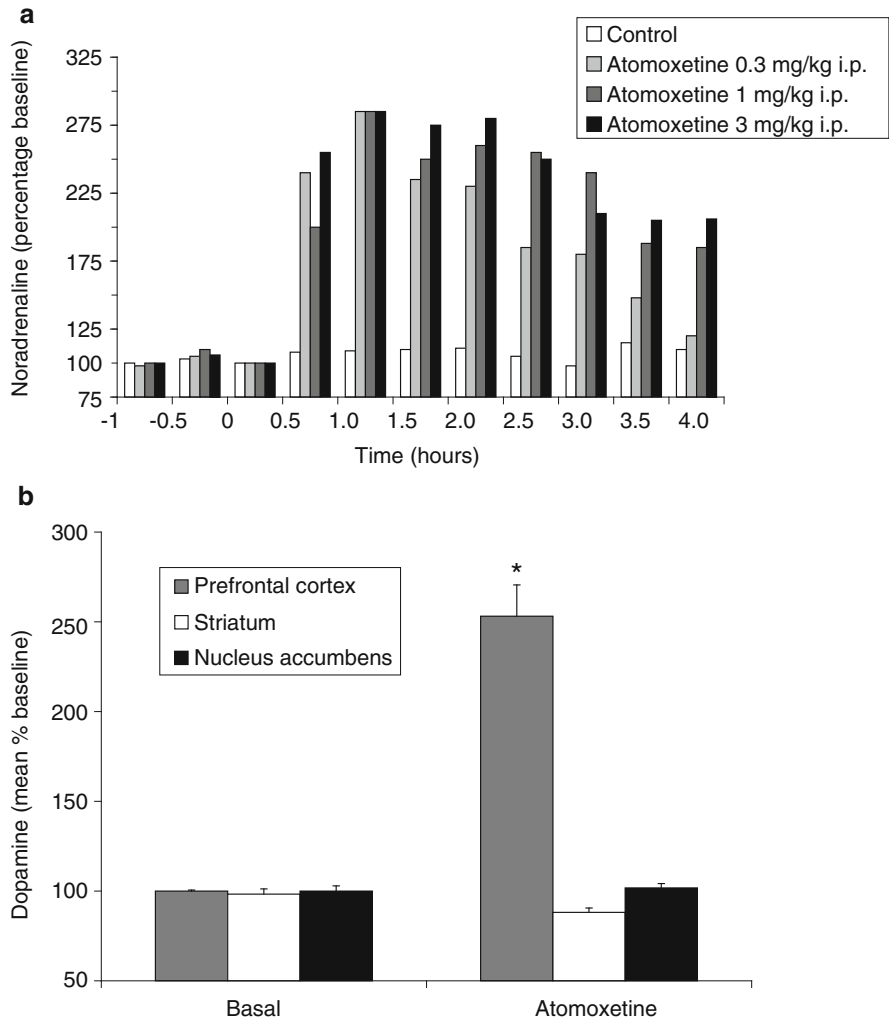 a
Control
Atomoxetine 0.3 mg/kg i.p.
Atomoxetine 1 mg/kg i.p.
Atomoxetine 3 mg/kg i.p.
Noradrenaline (percentage baseline)
325
275
225
175
125
100
75
-1 -0.5 0 0.5 1.0 1.5 2.0 2.5 3.0 3.5 4.0
Time (hours)
b
Dopamine (mean % baseline)
300
250
200
150
100
50
Prefrontal cortex
Striatum
Nucleus accumbens
*
Basal Atomoxetine